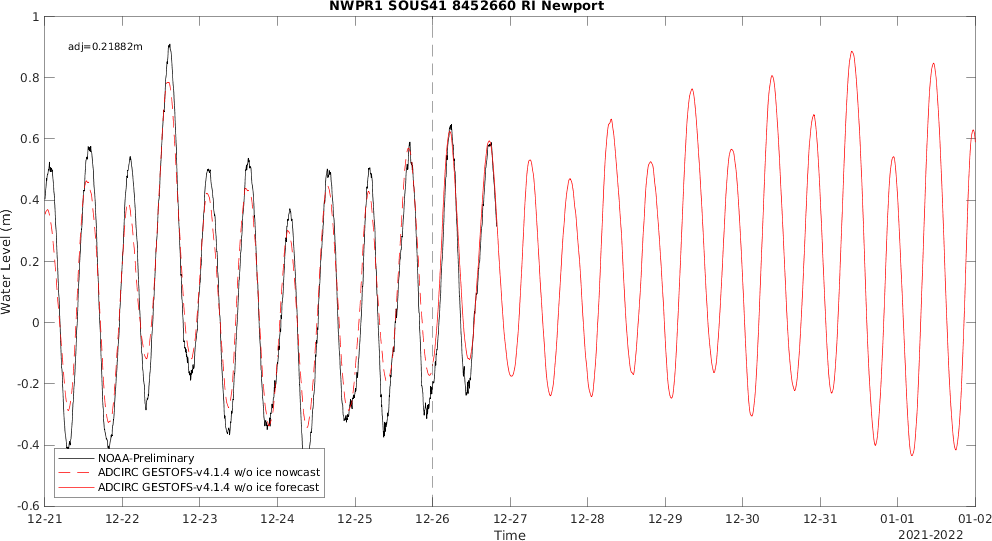 NWPR1 SOUS41 8452660 RI Newport
adj=0.21882m
Water Level (m)
1
0.8
0.6
0.4
0.2
0
-0.2
-0.4
-0.6
NOAA-Preliminary
ADCIRC GESTOFS-v4.1.4 w/o ice nowcast
ADCIRC GESTOFS-v4.1.4 w/o ice forecast
12-21 12-22 12-23 12-24 12-25 12-26 12-27 12-28 12-29 12-30 12-31 01-01 01-02
Time
2021-2022